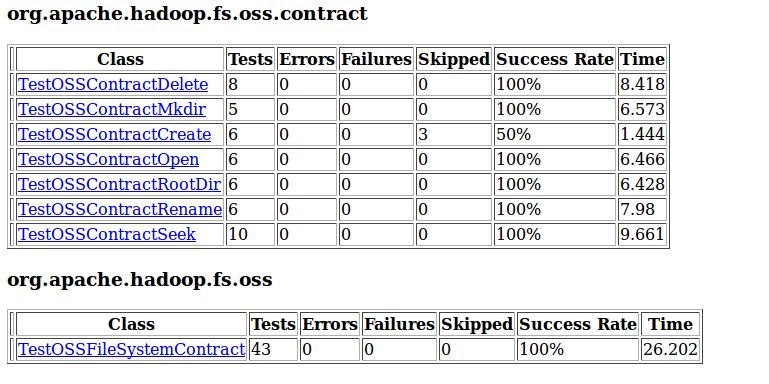 org.apache.hadoop.fs.oss.contract
Class Tests Errors Failures Skipped Success Rate Time
TestOSSContractDelete 8 0 0 0 100% 8.418
TestOSSContractMkdir 5 0 0 0 100% 6.573
TestOSSContractCreate 6 0 0 3 50% 1.444
TestOSSContractOpen 6 0 0 0 100% 6.466
TestOSSContractRootDir 6 0 0 0 100% 6.428
TestOSSContractRename 6 0 0 0 100% 7.98
TestOSSContractSeek 10 0 0 0 100% 9.661
org.apache.hadoop.fs.oss
Class Tests Errors Failures Skipped Success Rate Time
TestOSSFileSystemContract 43 0 0 0 100% 26.202